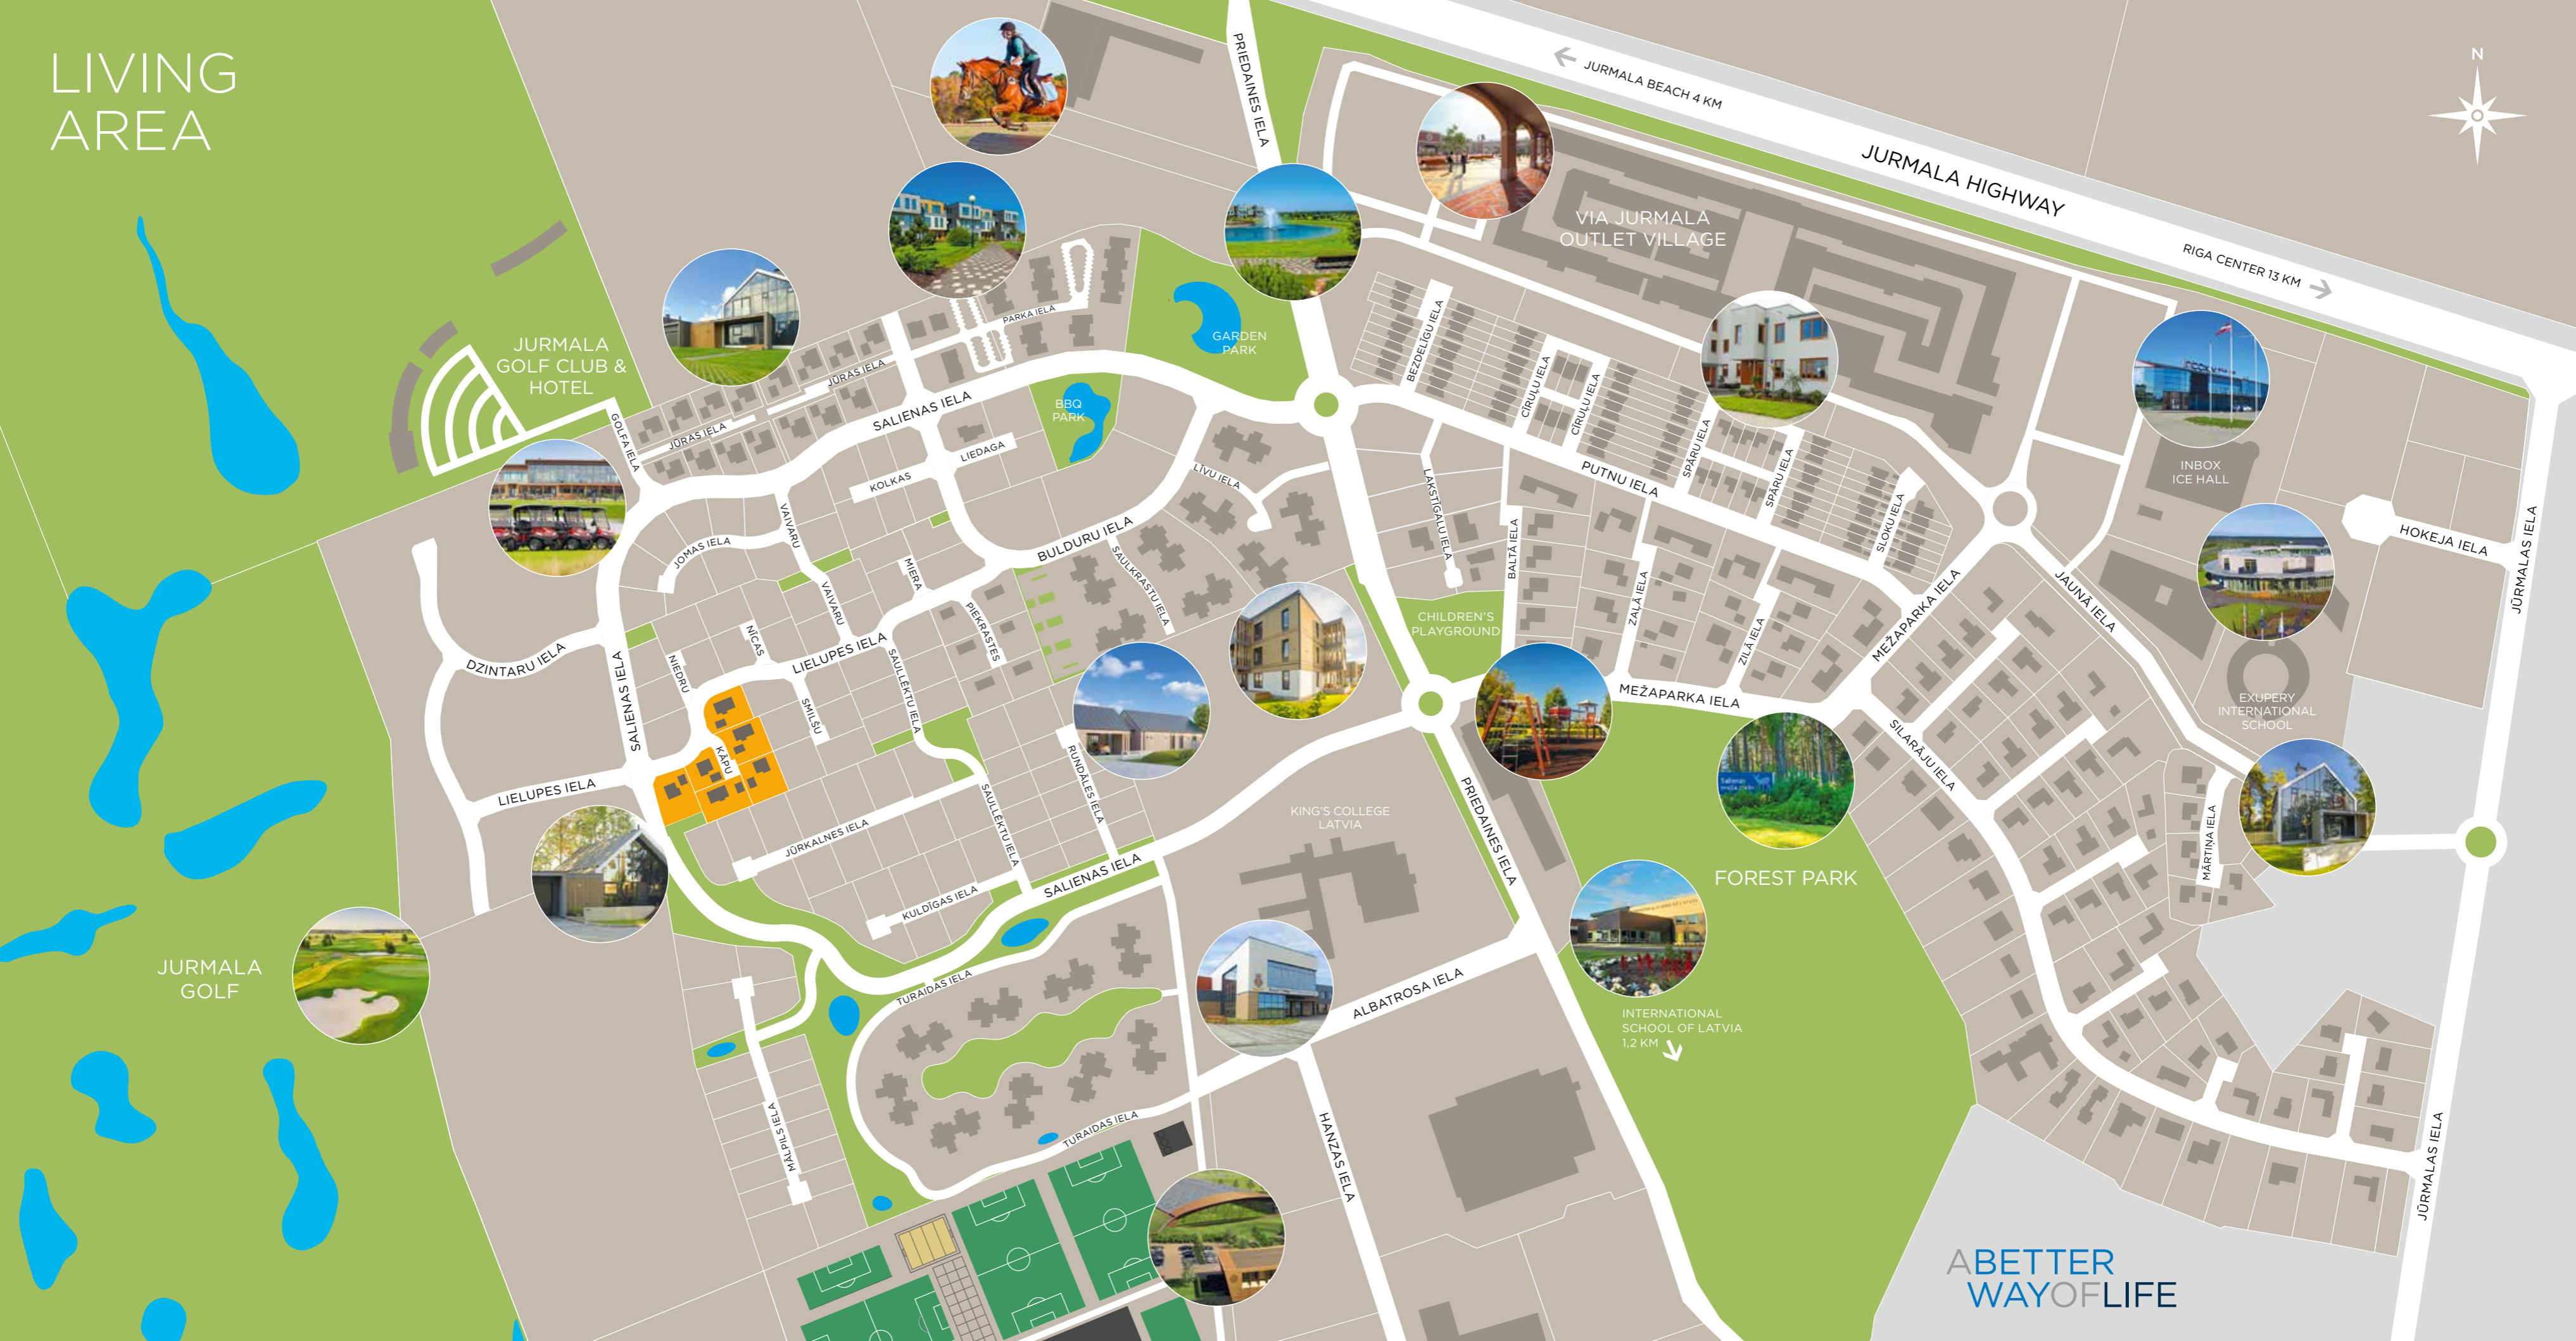 LIVING
AREA
N
PRIEDAINES IELA
JURMALA BEACH 4 KM
JURMALA HIGHWAY
RIGA CENTER 13 KM
VIA JURMALA
OUTLET VILLAGE
JURMALA
GOLF CLUB &
HOTEL
GOLFA IELA
JŪRAS IELA
JŪRAS IELA
PARKA IELA
SALIENAS IELA
GARDEN
PARK
BBQ
PARK
KOLKAS
LIEDAGA
LĪVU IELA
BULDURU IELA
SAULKRASTU IELA
JOMAS IELA
VAIVARU
VAIVARU
MIERA
PIEKRASTES
NĪCAS
NIEDRU
LIELUPES IELA
SMILŠU
SAULLĒKTU IELA
KĀPU
DZINTARU IELA
SALIENAS IELA
LIELUPES IELA
JŪRKALNES IELA
SAULLĒKTU IELA
RUNDĀLES IELA
KULDĪGAS IELA
SALIENAS IELA
TURAIDAS IELA
TURAIDAS IELA
MĀLPILS IELA
JURMALA
GOLF
BEZDELĪGU IELA
CĪRUĻU IELA
CĪRUĻU IELA
PUTNU IELA
SPĀRU IELA
SPĀRU IELA
SLOKU IELA
LAKSTĪGALU IELA
BALTĀ IELA
ZAĻĀ IELA
ZILĀ IELA
CHILDREN'S
PLAYGROUND
MEŽAPARKA IELA
MEŽAPARKA IELA
JAUNĀ IELA
SILARĀJU IELA
MĀRTIŅA IELA
INBOX
ICE HALL
HOKEJA IELA
JŪRMALAS IELA
EXUPERY
INTERNATIONAL
SCHOOL
KING'S COLLEGE
LATVIA
PRIEDAINES IELA
FOREST PARK
INTERNATIONAL
SCHOOL OF LATVIA
1,2 KM
ALBATROSA IELA
HANZAS IELA
JŪRMALAS IELA
ABETTER
WAYOFLIFE